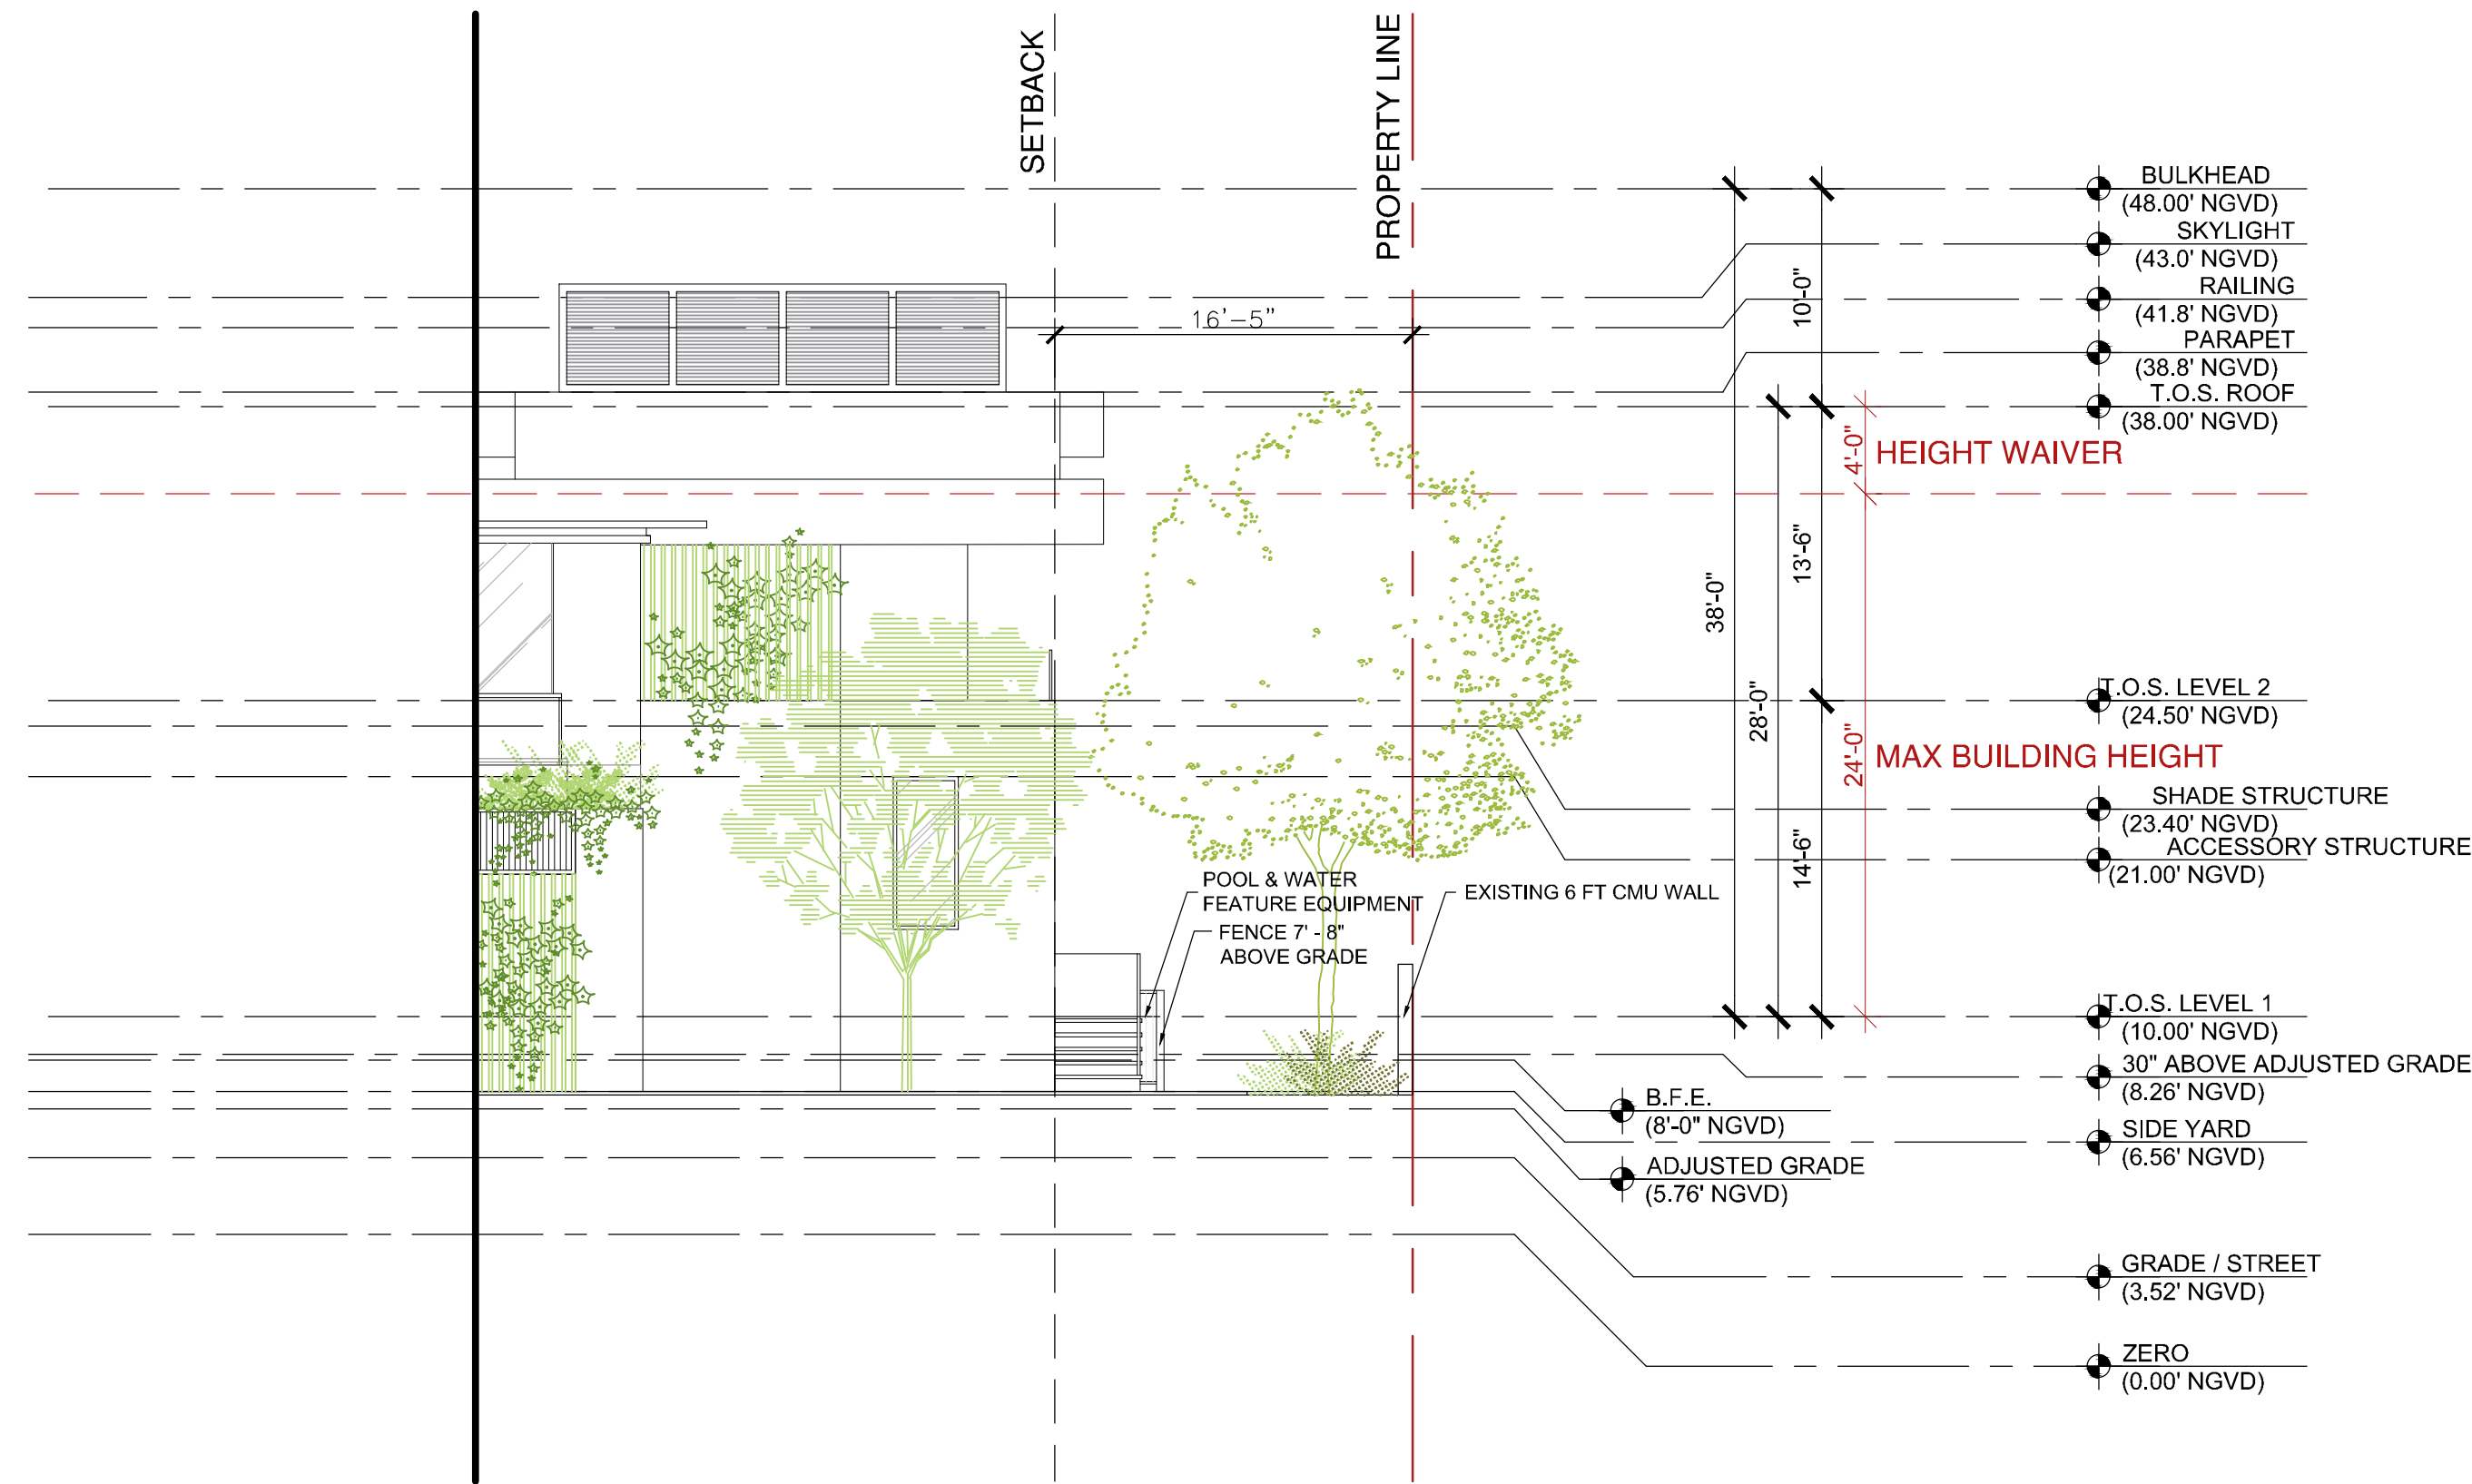 SETBACK
PROPERTY LINE
BULKHEAD
(48.00' NGVD)
SKYLIGHT
(43.0' NGVD)
RAILING
(41.8' NGVD)
PARAPET
(38.8' NGVD)
T.O.S. ROOF
(38.00' NGVD)
16'-5"
10'-0"
4'-0"
HEIGHT WAIVER
13'-6"
38'-0"
28'-0"
24'-0"
MAX BUILDING HEIGHT
14'-6"
T.O.S. LEVEL 2
(24.50' NGVD)
SHADE STRUCTURE
(23.40' NGVD)
ACCESSORY STRUCTURE
(21.00' NGVD)
POOL & WATER
FEATURE EQUIPMENT
FENCE 7' - 8"
ABOVE GRADE
EXISTING 6 FT CMU WALL
T.O.S. LEVEL 1
(10.00' NGVD)
30" ABOVE ADJUSTED GRADE
(8.26' NGVD)
B.F.E.
(8'-0" NGVD)
SIDE YARD
(6.56' NGVD)
ADJUSTED GRADE
(5.76' NGVD)
GRADE / STREET
(3.52' NGVD)
ZERO
(0.00' NGVD)